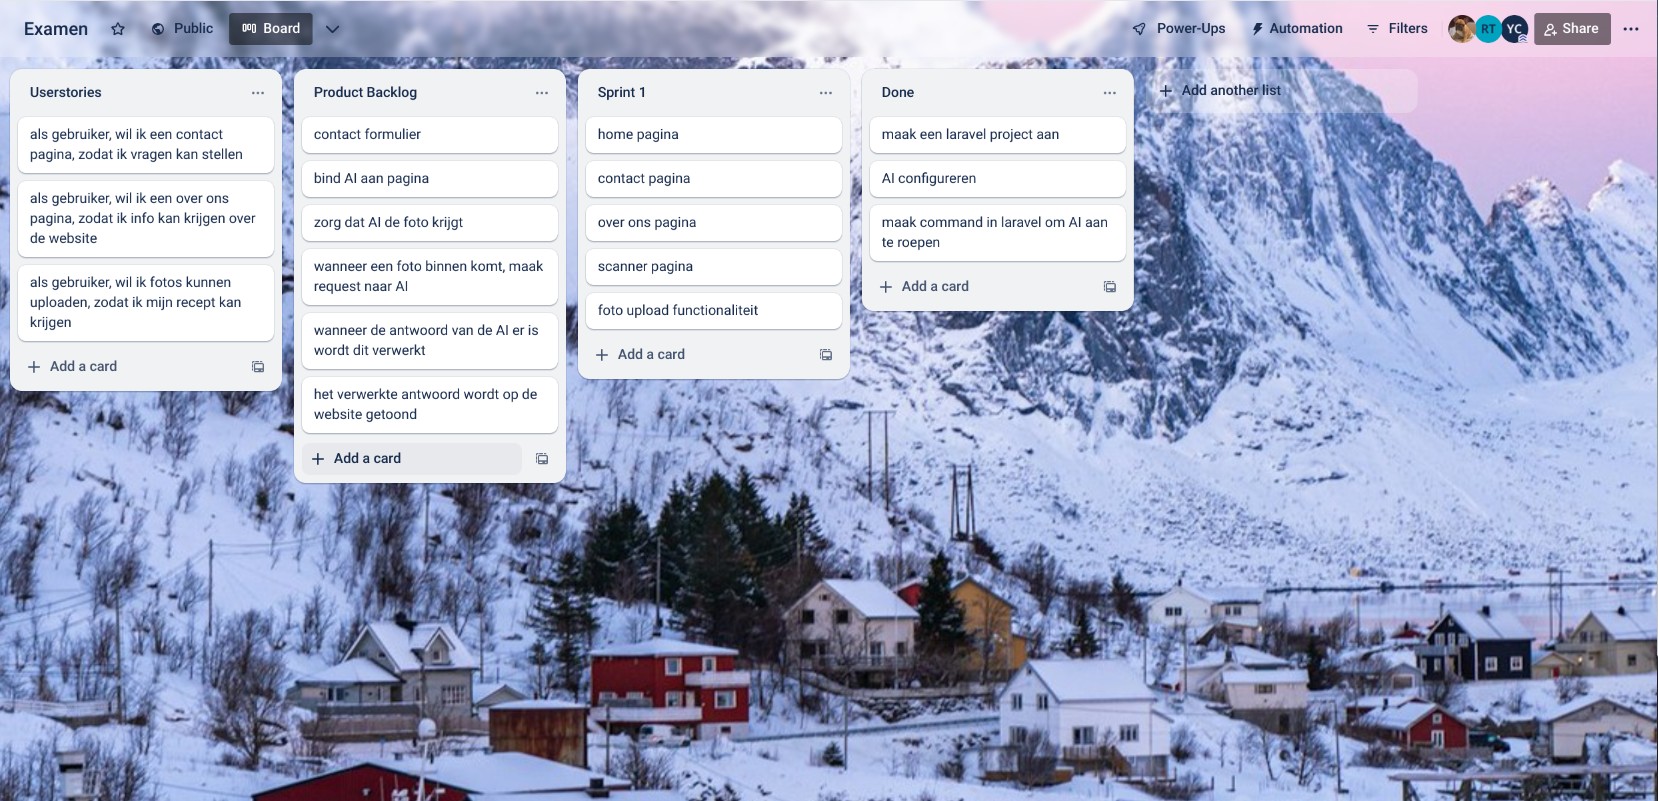 Examen
Public
Board
Power-Ups
Automation
Filters
RT
YC
Share
Userstories
als gebruiker, wil ik een contact
pagina, zodat ik vragen kan stellen
als gebruiker, wil ik een over ons
pagina, zodat ik info kan krijgen over
de website
als gebruiker, wil ik fotos kunnen
uploaden, zodat ik mijn recept kan
krijgen
Add a card
Product Backlog
contact formulier
bind AI aan pagina
zorg dat AI de foto krijgt
wanneer een foto binnen komt, maak
request naar AI
wanneer de antwoord van de AI er is
wordt dit verwerkt
het verwerkte antwoord wordt op de
website getoond
Add a card
Sprint 1
home pagina
contact pagina
over ons pagina
scanner pagina
foto upload functionaliteit
Add a card
Done
maak een laravel project aan
AI configureren
maak command in laravel om AI aan
te roepen
Add a card
Add another list